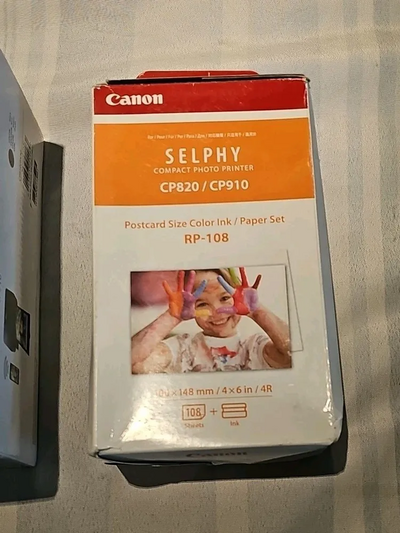 Canon
SELPHY
COMPACT PHOTO PRINTER
CP820 / CP910
Postcard Size Color Ink / Paper Set
RP-108
148 mm / 4×6 in / 4R
108 +
Sheets Ink
Canon